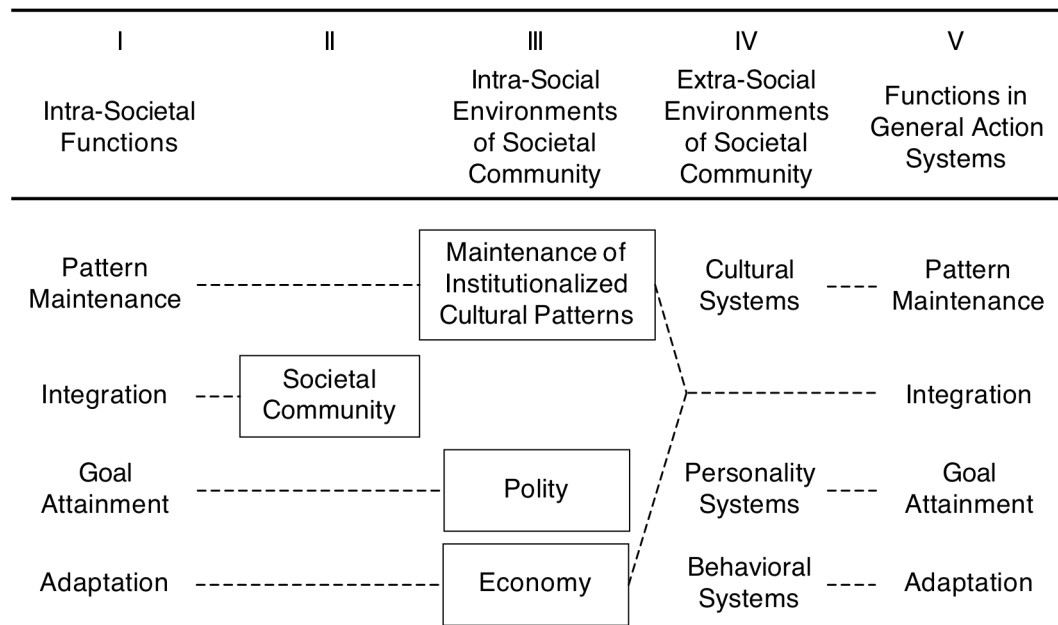 I II III IV V
Intra-Societal
Functions
Intra-Social
Environments
of Societal
Community
Extra-Social
Environments
of Societal
Community
Functions in
General Action
Systems
Pattern
Maintenance
Maintenance of
Institutionalized
Cultural Patterns
Cultural
Systems
Pattern
Maintenance
Integration
Societal
Community
Integration
Goal
Attainment
Polity
Personality
Systems
Goal
Attainment
Adaptation
Economy
Behavioral
Systems
Adaptation